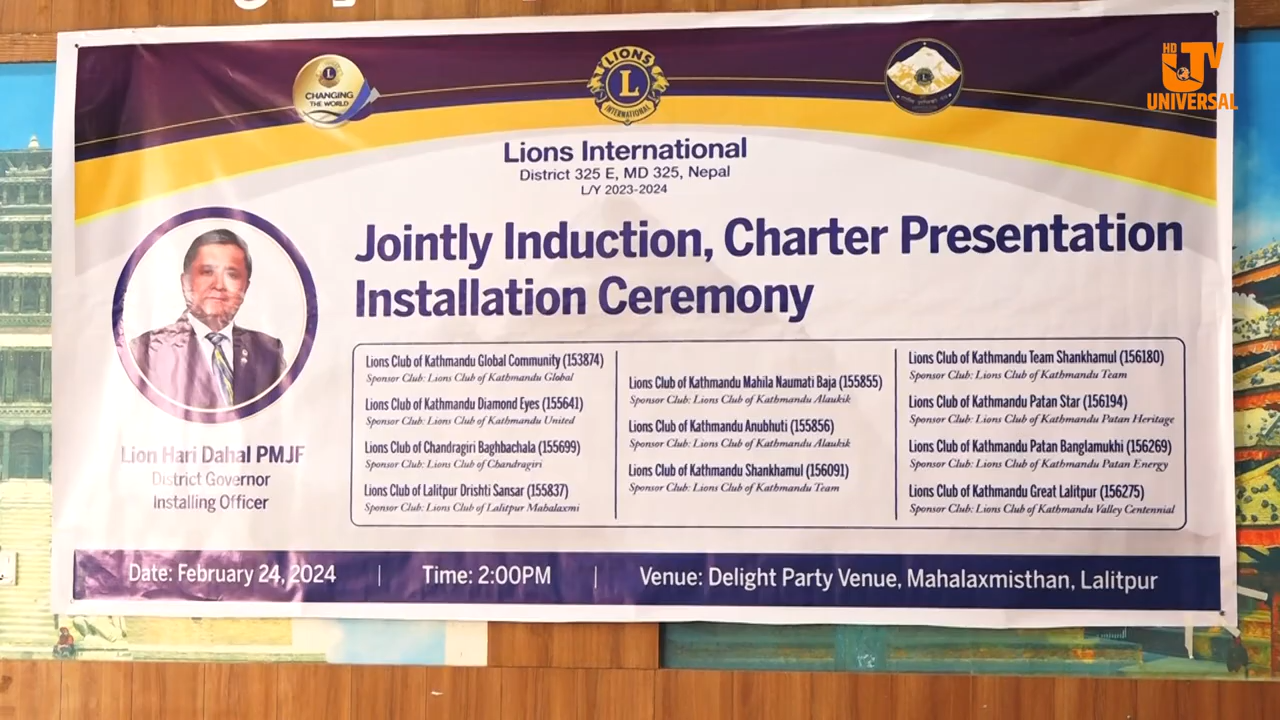 HD
UTV
UNIVERSAL
CHANGING
THE WORLD
LIONS
L
INTERNATIONAL
Lions International
District 325 E, MD 325, Nepal
L/Y 2023-2024
Jointly Induction, Charter Presentation
Installation Ceremony
Lion Hari Dahal PMJF
District Governor
Installing Officer
Lions Club of Kathmandu Global Community (153874)
Sponsor Club: Lions Club of Kathmandu Global
Lions Club of Kathmandu Diamond Eyes (155641)
Sponsor Club: Lions Club of Kathmandu United
Lions Club of Chandragiri Baghbachala (155699)
Sponsor Club: Lions Club of Chandragiri
Lions Club of Lalitpur Drishti Sansar (155837)
Sponsor Club: Lions Club of Lalitpur Mahalaxmi
Lions Club of Kathmandu Mahila Naumati Baja (155855)
Sponsor Club: Lions Club of Kathmandu Alaukik
Lions Club of Kathmandu Anubhuti (155856)
Sponsor Club: Lions Club of Kathmandu Alaukik
Lions Club of Kathmandu Shankhamul (156091)
Sponsor Club: Lions Club of Kathmandu Team
Lions Club of Kathmandu Team Shankhamul (156180)
Sponsor Club: Lions Club of Kathmandu Team
Lions Club of Kathmandu Patan Star (156194)
Sponsor Club: Lions Club of Kathmandu Patan Heritage
Lions Club of Kathmandu Patan Banglamukhi (156269)
Sponsor Club: Lions Club of Kathmandu Patan Energy
Lions Club of Kathmandu Great Lalitpur (156275)
Sponsor Club: Lions Club of Kathmandu Valley Centennial
Date: February 24, 2024 | Time: 2:00PM | Venue: Delight Party Venue, Mahalaxmisthan, Lalitpur